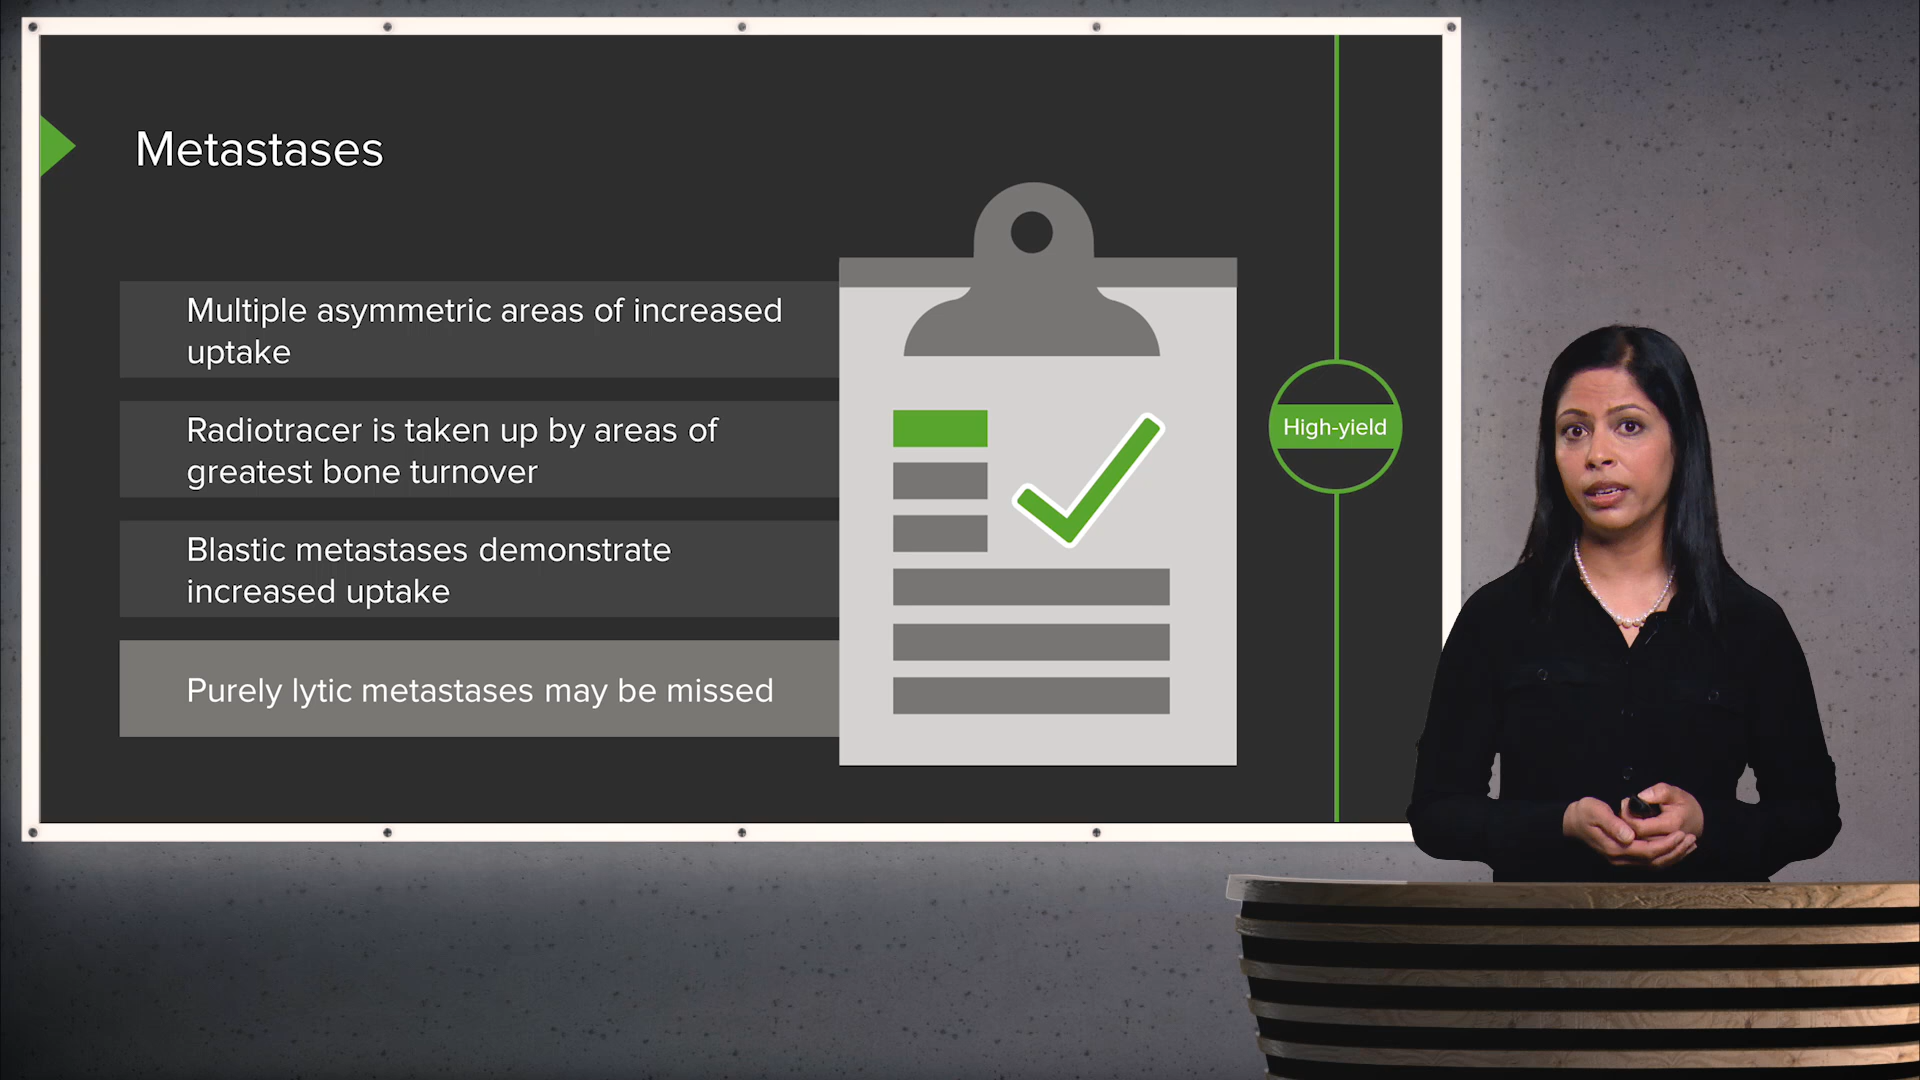 Metastases
Multiple asymmetric areas of increased
uptake
Radiotracer is taken up by areas of
greatest bone turnover
Blastic metastases demonstrate
increased uptake
Purely lytic metastases may be missed
High-yield